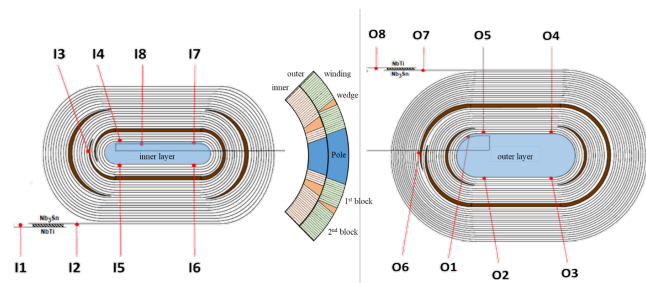 I3
I4
I8
I7
inner layer
Nb3Sn
NbTi
I1
I2
I5
I6
outer
inner
winding
wedge
Pole
1st block
2nd block
O8
O7
O5
O4
NbTi
Nb3Sn
outer layer
O6
O1
O2
O3